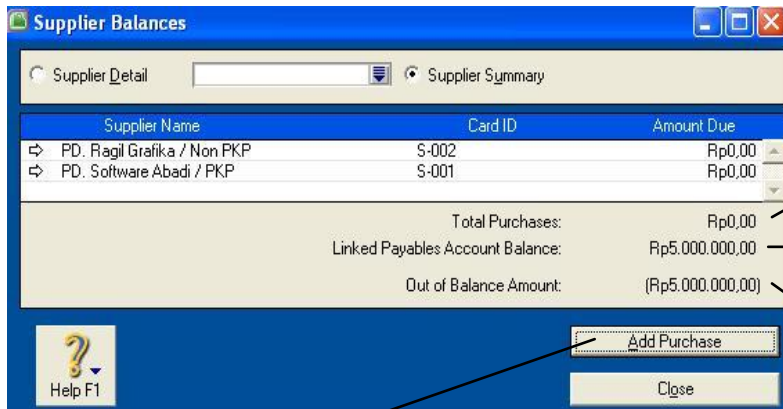 Supplier Balances
Supplier Detail Supplier Summary
Supplier Name Card ID Amount Due
PD. Ragil Grafika / Non PKP S-002 Rp0,00
PD. Software Abadi / PKP S-001 Rp0,00
Total Purchases: Rp0,00
Linked Payables Account Balance: Rp5.000.000,00
Out of Balance Amount: (Rp5.000.000,00)
Add Purchase
Help F1
Close